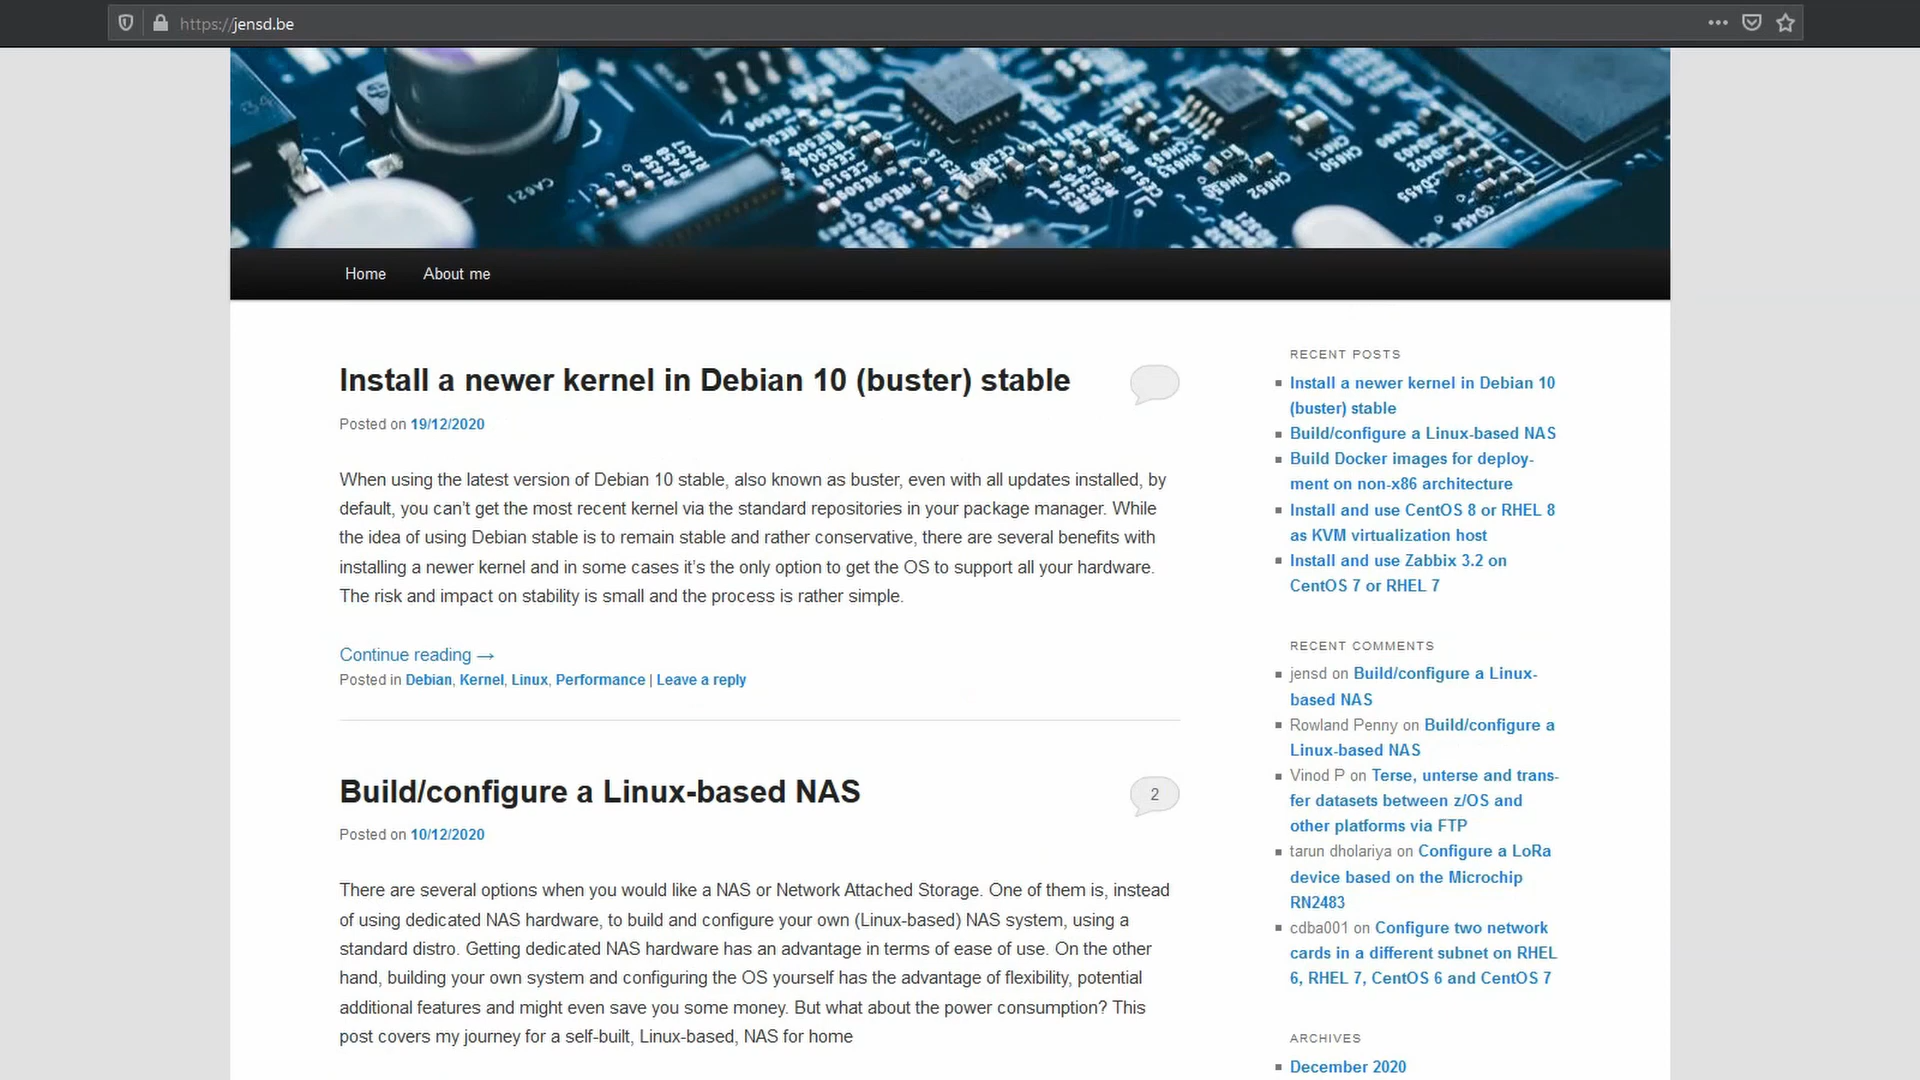 https://jensd.be
Home
About me
Install a newer kernel in Debian 10 (buster) stable
Posted on 19/12/2020
When using the latest version of Debian 10 stable, also known as buster, even with all updates installed, by
default, you can’t get the most recent kernel via the standard repositories in your package manager. While
the idea of using Debian stable is to remain stable and rather conservative, there are several benefits with
installing a newer kernel and in some cases it’s the only option to get the OS to support all your hardware.
The risk and impact on stability is small and the process is rather simple.
Continue reading →
Posted in Debian, Kernel, Linux, Performance | Leave a reply
Build/configure a Linux-based NAS
2
Posted on 10/12/2020
There are several options when you would like a NAS or Network Attached Storage. One of them is, instead
of using dedicated NAS hardware, to build and configure your own (Linux-based) NAS system, using a
standard distro. Getting dedicated NAS hardware has an advantage in terms of ease of use. On the other
hand, building your own system and configuring the OS yourself has the advantage of flexibility, potential
additional features and might even save you some money. But what about the power consumption? This
post covers my journey for a self-built, Linux-based, NAS for home
RECENT POSTS
Install a newer kernel in Debian 10
(buster) stable
Build/configure a Linux-based NAS
Build Docker images for deploy-
ment on non-x86 architecture
Install and use CentOS 8 or RHEL 8
as KVM virtualization host
Install and use Zabbix 3.2 on
CentOS 7 or RHEL 7
RECENT COMMENTS
jensd on Build/configure a Linux-
based NAS
Rowland Penny on Build/configure a
Linux-based NAS
Vinod P on Terse, unterse and trans-
fer datasets between z/OS and
other platforms via FTP
tarun dholariya on Configure a LoRa
device based on the Microchip
RN2483
cdba001 on Configure two network
cards in a different subnet on RHEL
6, RHEL 7, CentOS 6 and CentOS 7
ARCHIVES
December 2020